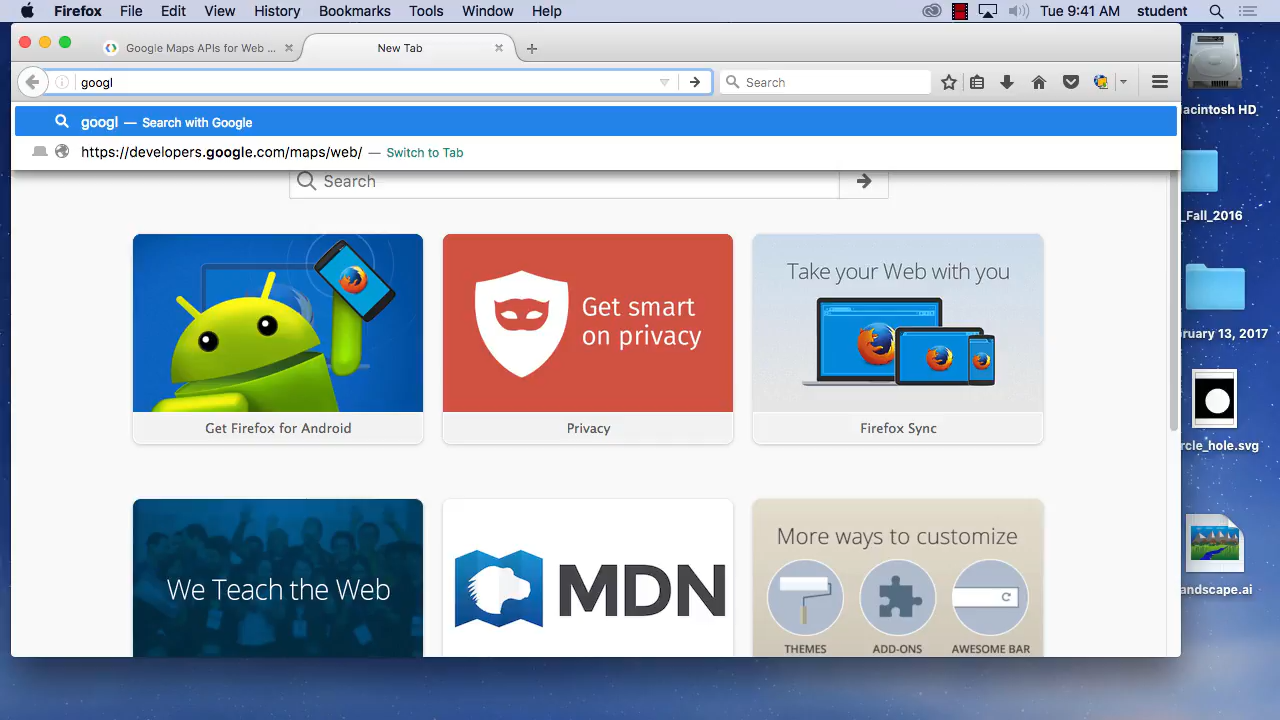 Firefox File Edit View History Bookmarks Tools Window Help Tue 9:41 AM student
Google Maps APIs for Web ... New Tab
googl Search
googl — Search with Google
https://developers.google.com/maps/web/ — Switch to Tab
Search
Get Firefox for Android
Get smart
on privacy
Privacy
Take your Web with you
Firefox Sync
We Teach the Web
MDN
More ways to customize
THEMES ADD-ONS AWESOME BAR
acintosh HD
_Fall_2016
ruary 13, 2017
rcle_hole.svg
andscape.ai